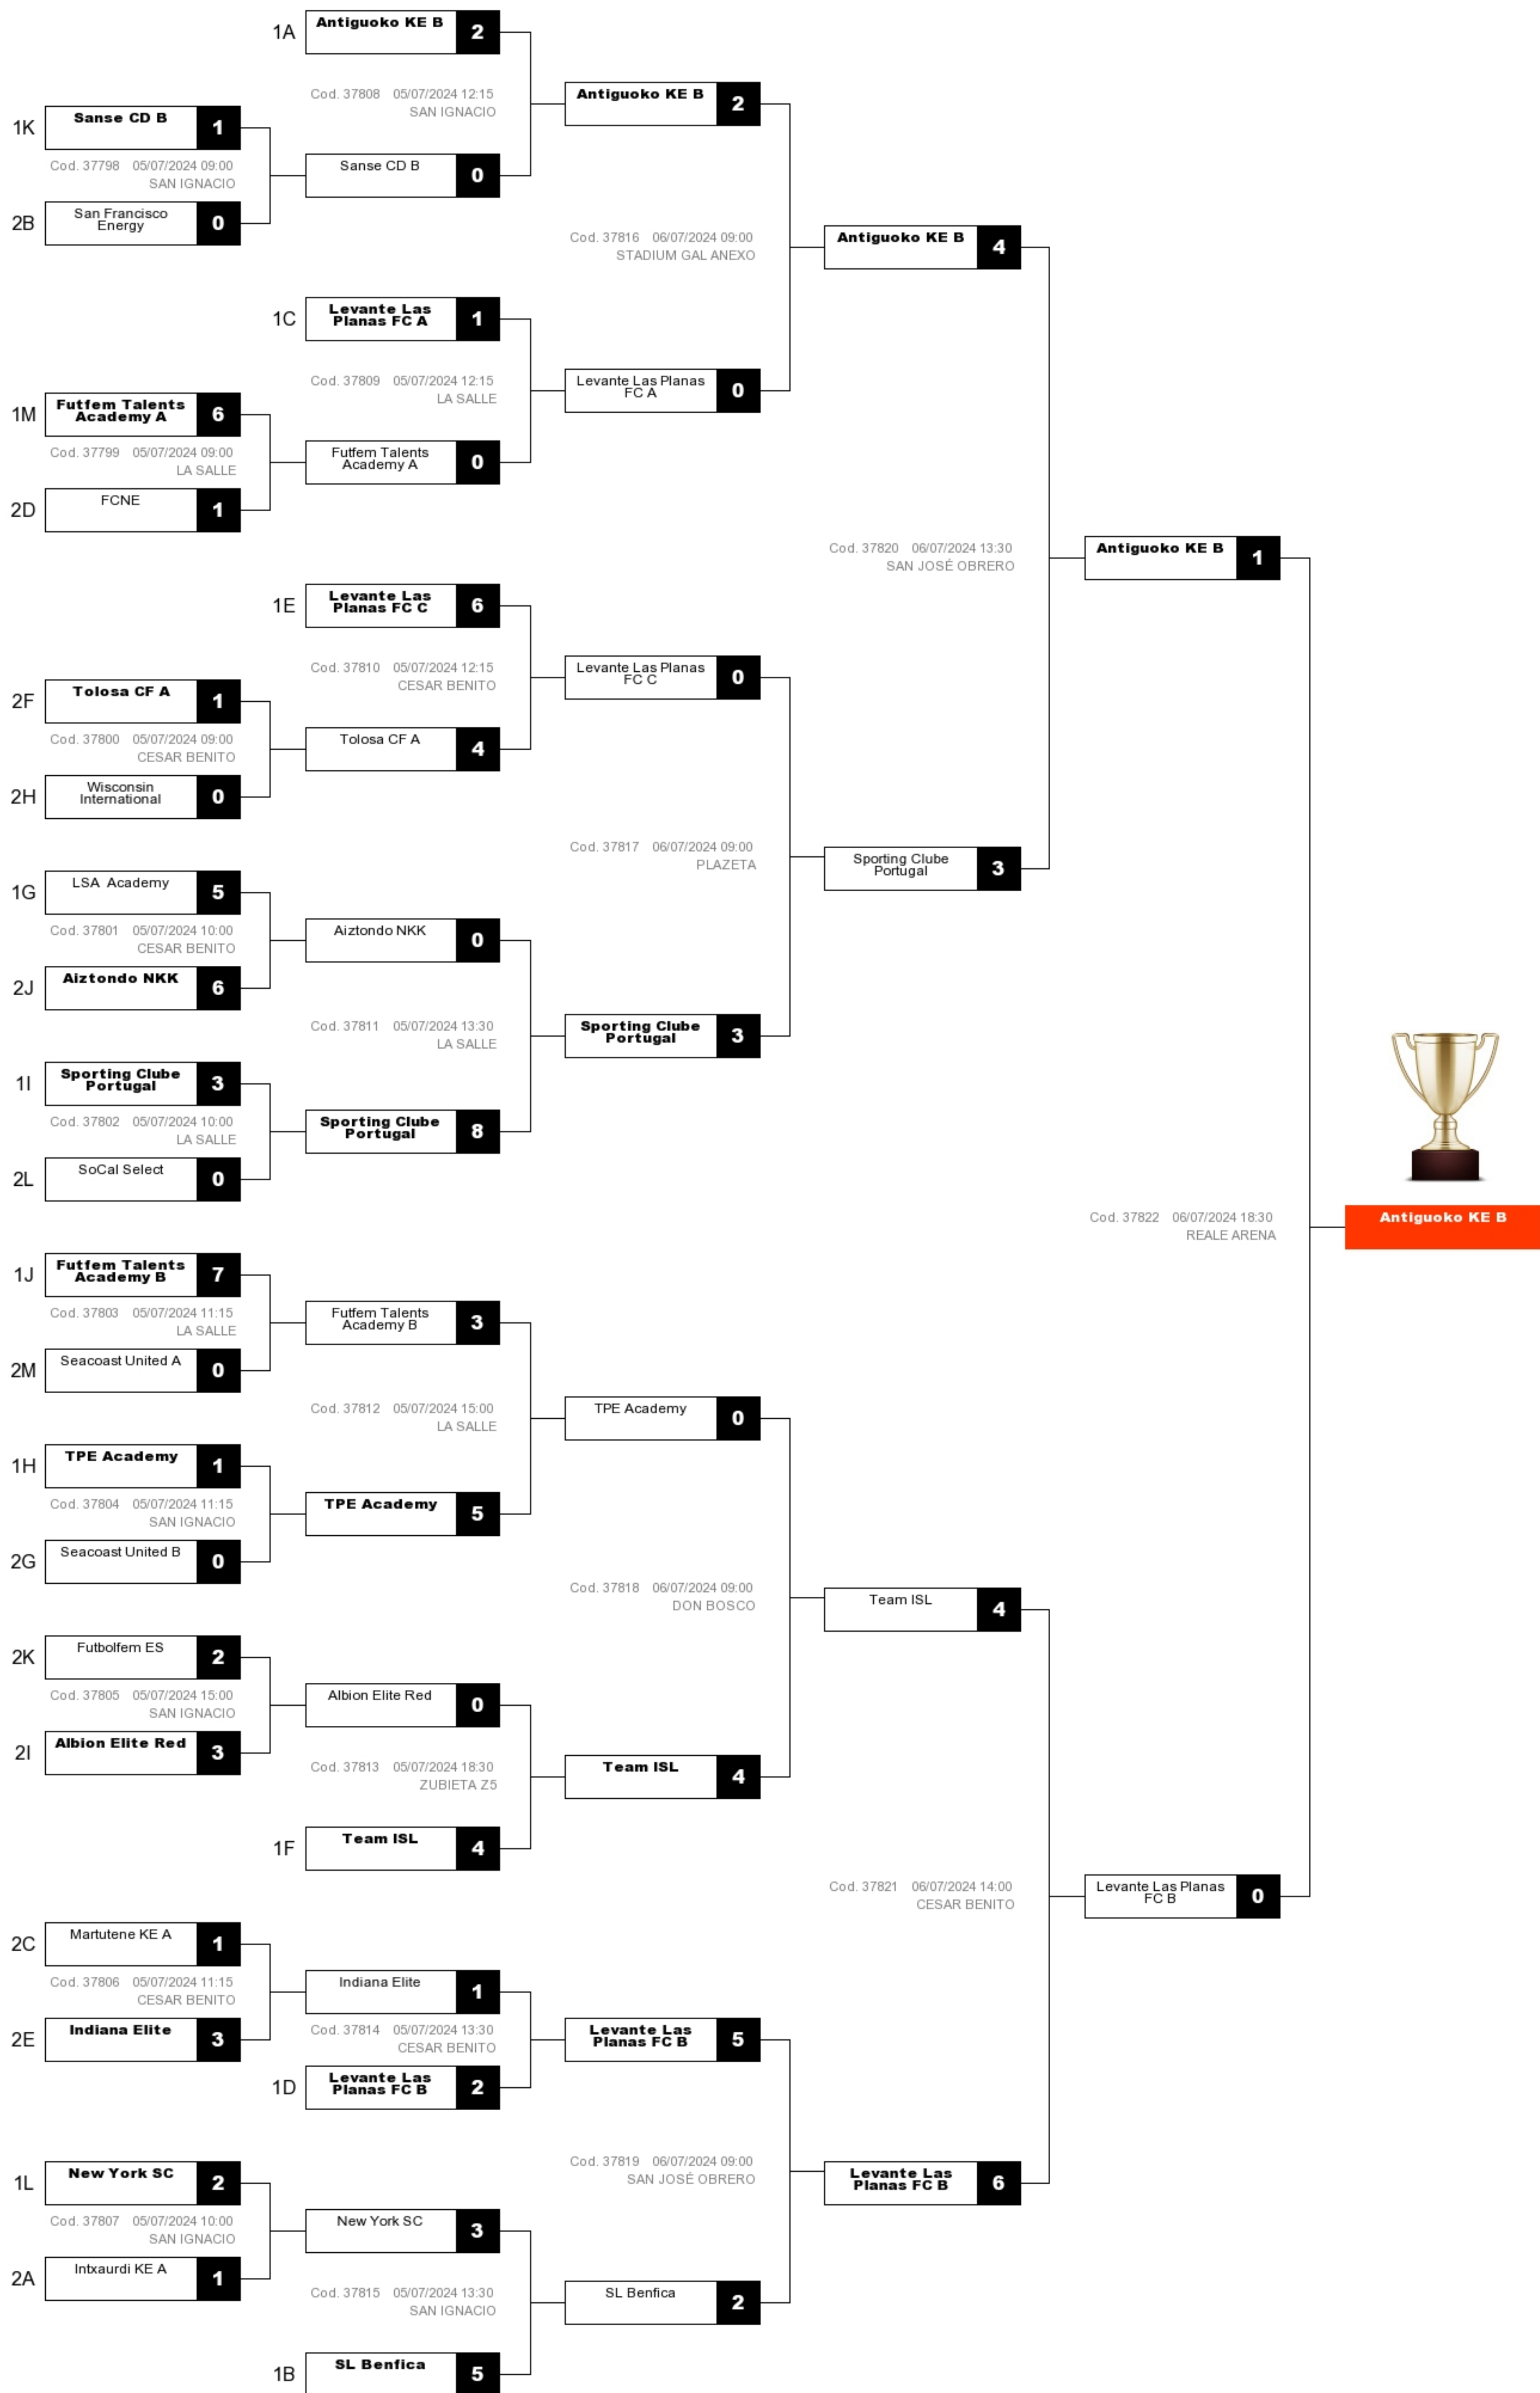 1A
Antiguoko KE B
2
Cod. 37808 05/07/2024 12:15
SAN IGNACIO
Antiguoko KE B
2
1K
Sanse CD B
1
Cod. 37798 05/07/2024 09:00
SAN IGNACIO
Sanse CD B
0
2B
San Francisco
Energy
0
Cod. 37816 06/07/2024 09:00
STADIUM GAL ANEXO
Antiguoko KE B
4
1C
Levante Las
Planas FC A
1
Cod. 37809 05/07/2024 12:15
LA SALLE
Levante Las Planas
FC A
0
1M
Futfem Talents
Academy A
6
Cod. 37799 05/07/2024 09:00
LA SALLE
Futfem Talents
Academy A
0
2D
FCNE
1
Cod. 37820 06/07/2024 13:30
SAN JOSÉ OBRERO
Antiguoko KE B
1
1E
Levante Las
Planas FC C
6
Cod. 37810 05/07/2024 12:15
CESAR BENITO
Levante Las Planas
FC C
0
2F
Tolosa CF A
1
Cod. 37800 05/07/2024 09:00
CESAR BENITO
Tolosa CF A
4
2H
Wisconsin
International
0
Cod. 37817 06/07/2024 09:00
PLAZETA
Sporting Clube
Portugal
3
1G
LSA Academy
5
Cod. 37801 05/07/2024 10:00
CESAR BENITO
Aiztondo NKK
0
2J
Aiztondo NKK
6
Cod. 37811 05/07/2024 13:30
LA SALLE
Sporting Clube
Portugal
3
1I
Sporting Clube
Portugal
3
Cod. 37802 05/07/2024 10:00
LA SALLE
Sporting Clube
Portugal
8
2L
SoCal Select
0
Cod. 37822 06/07/2024 18:30
REALE ARENA
Antiguoko KE B
1J
Futfem Talents
Academy B
7
Cod. 37803 05/07/2024 11:15
LA SALLE
Futfem Talents
Academy B
3
2M
Seacoast United A
0
Cod. 37812 05/07/2024 15:00
LA SALLE
TPE Academy
0
1H
TPE Academy
1
Cod. 37804 05/07/2024 11:15
SAN IGNACIO
TPE Academy
5
2G
Seacoast United B
0
Cod. 37818 06/07/2024 09:00
DON BOSCO
Team ISL
4
2K
Futbolfem ES
2
Cod. 37805 05/07/2024 15:00
SAN IGNACIO
Albion Elite Red
0
2I
Albion Elite Red
3
Cod. 37813 05/07/2024 18:30
ZUBIETA Z5
Team ISL
4
1F
Team ISL
4
Cod. 37821 06/07/2024 14:00
CESAR BENITO
Levante Las Planas
FC B
0
2C
Martutene KE A
1
Cod. 37806 05/07/2024 11:15
CESAR BENITO
Indiana Elite
1
2E
Indiana Elite
3
Cod. 37814 05/07/2024 13:30
CESAR BENITO
Levante Las
Planas FC B
5
1D
Levante Las
Planas FC B
2
Cod. 37819 06/07/2024 09:00
SAN JOSÉ OBRERO
Levante Las
Planas FC B
6
1L
New York SC
2
Cod. 37807 05/07/2024 10:00
SAN IGNACIO
New York SC
3
2A
Intxaurdi KE A
1
Cod. 37815 05/07/2024 13:30
SAN IGNACIO
SL Benfica
2
1B
SL Benfica
5